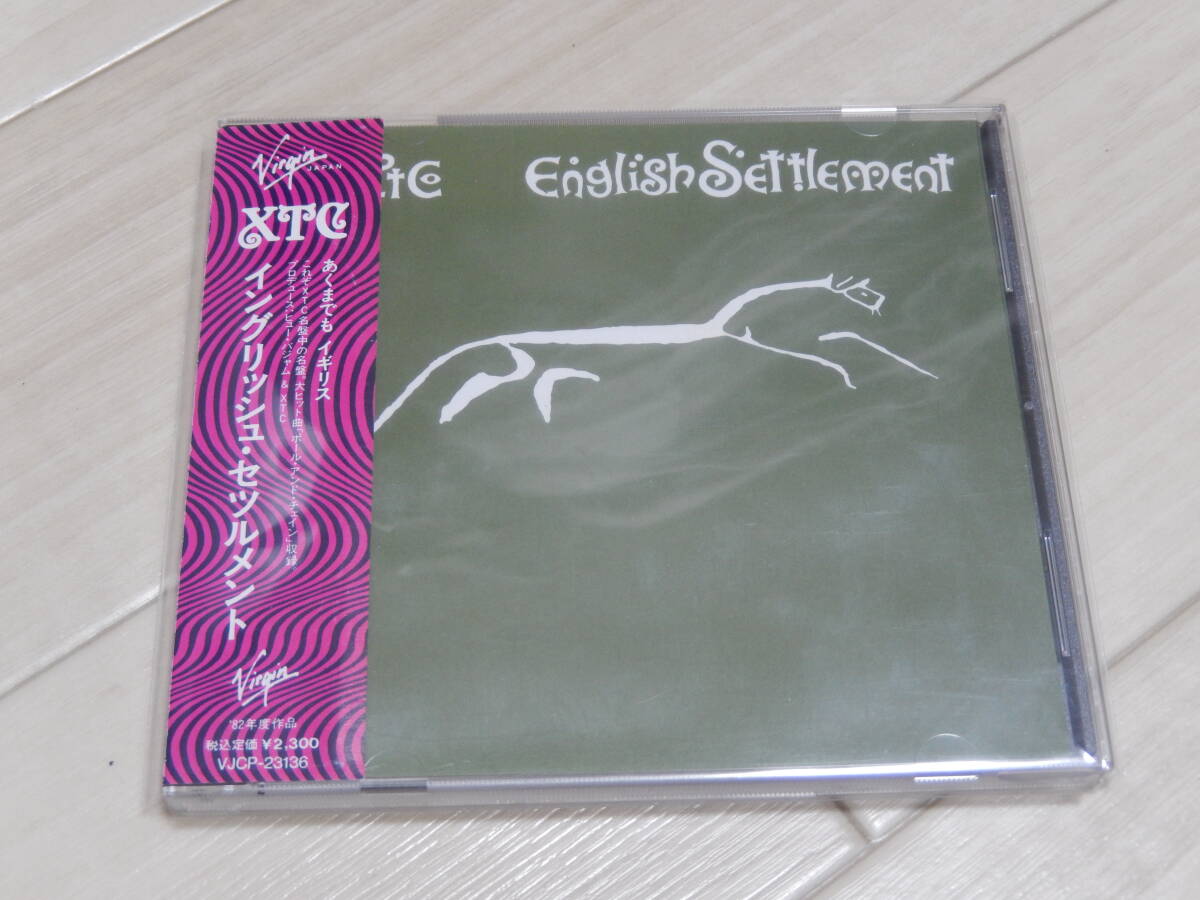 Virgin
JAPAN
XTC
あくまでも イギリス
これぞXTC名盤中の名盤。大ヒット曲「ボール・アンド・チェイン」収録。
プロデュース:ヒュー・パジャム & XTC
イングリッシュ・セツルメント
Virgin
'82年度作品
税込定価 ¥2,300
VJCP-23136
tC
English Settlement